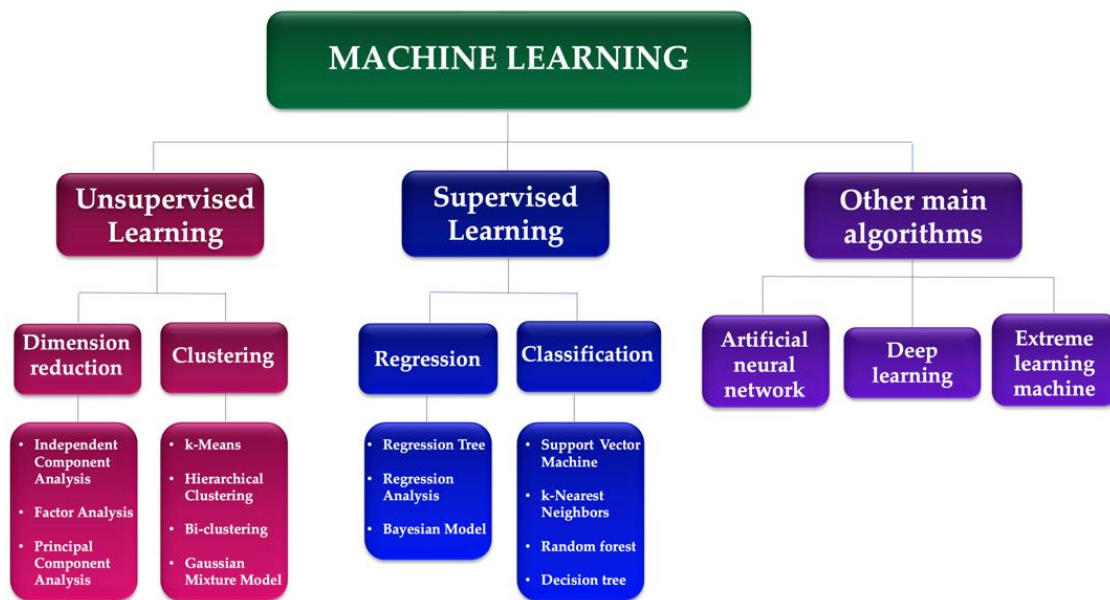 MACHINE LEARNING
Unsupervised
Learning
Supervised
Learning
Other main
algorithms
Dimension
reduction
Clustering
Regression
Classification
Artificial
neural
network
Deep
learning
Extreme
learning
machine
• Independent
Component
Analysis
• Factor Analysis
• Principal
Component
Analysis
• k-Means
• Hierarchical
Clustering
• Bi-clustering
• Gaussian
Mixture Model
• Regression Tree
• Regression
Analysis
• Bayesian Model
• Support Vector
Machine
• k-Nearest
Neighbors
• Random forest
• Decision tree